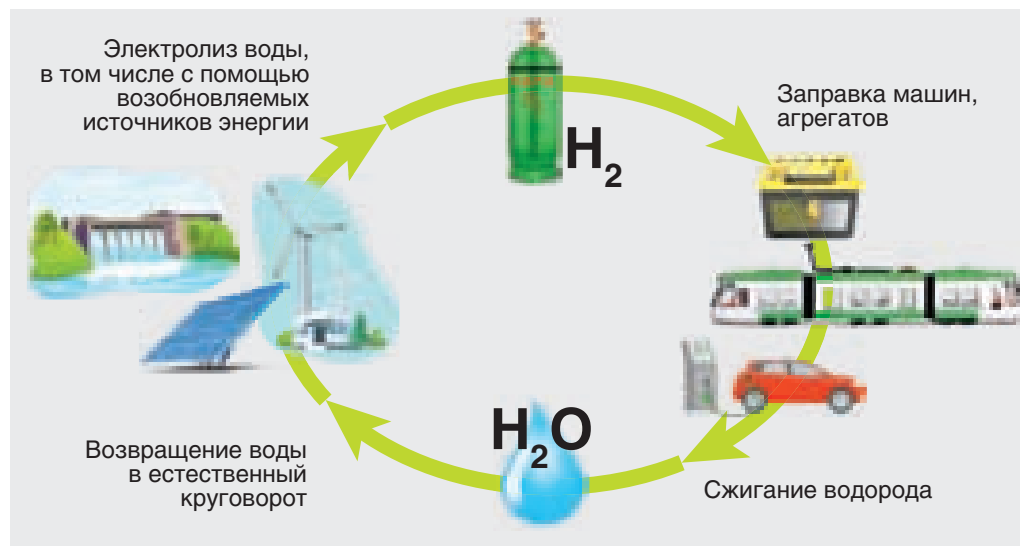 Электролиз воды,
в том числе с помощью
возобновляемых
источников энергии
H₂
Заправка машин,
агрегатов
Сжигание водорода
H₂O
Возвращение воды
в естественный
круговорот